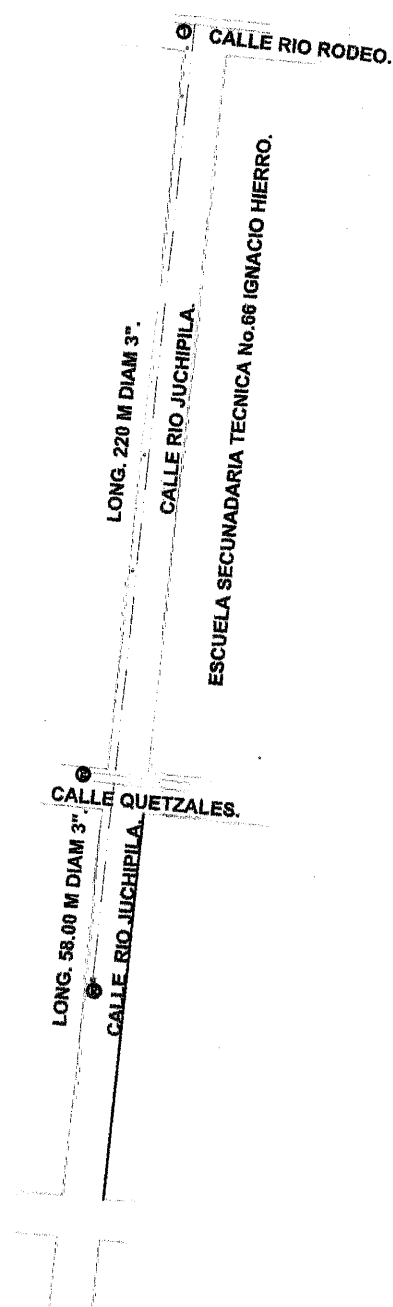 CALLE RIO RODEO.
ESCUELA SECUNADARIA TECNICA No.66 IGNACIO HIERRO.
LONG. 220 M DIAM 3".
CALLE RIO JUCHIPILA.
CALLE QUETZALES.
LONG. 58.00 M DIAM 3".
CALLE RIO JUCHIPILA.